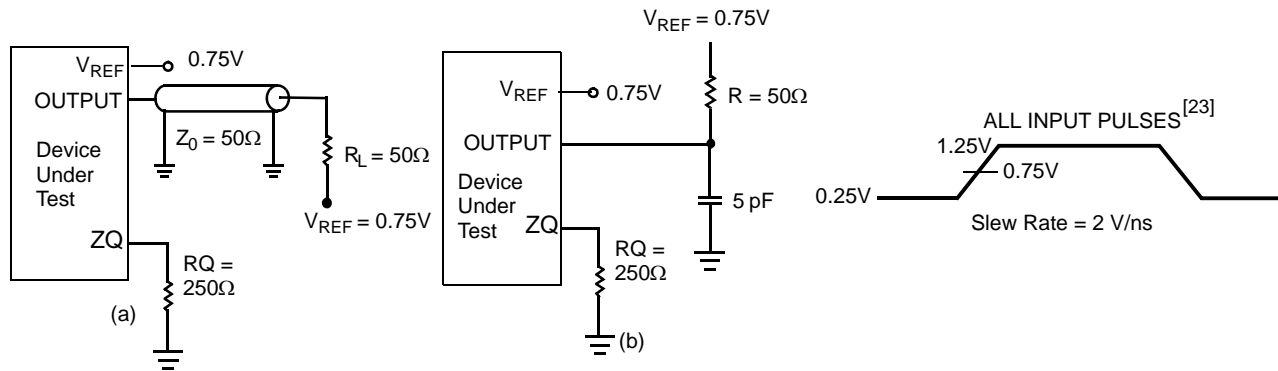 V_REF
0.75V
OUTPUT
Z_0 = 50Ω
Device
Under
Test
R_L = 50Ω
V_REF = 0.75V
ZQ
RQ =
250Ω
(a)
V_REF = 0.75V
V_REF
0.75V
R = 50Ω
OUTPUT
Device
Under
Test
5 pF
ZQ
RQ =
250Ω
(b)
ALL INPUT PULSES[23]
1.25V
0.75V
0.25V
Slew Rate = 2 V/ns